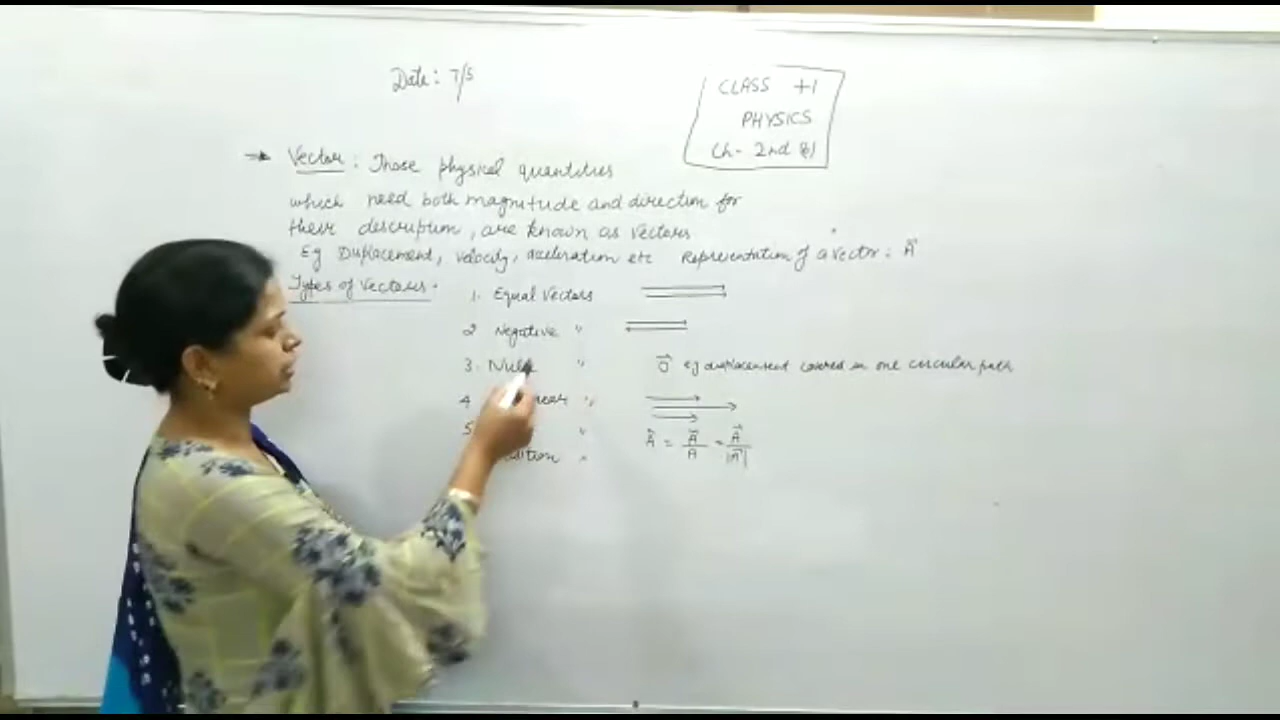 Date: 7/5
CLASS +1
PHYSICS
Ch- 2nd
Vector: Those physical quantities
which need both magnitude and direction for
their description, are known as vectors
Eg Displacement, velocity, acceleration etc Representation of a vector: A⃗
Types of vectors.
1. Equal Vectors
2 Negative "
3. Null " 0⃗ eg displacement covered in one circular path
4 "
5 " Â = A⃗/A = A⃗/|A⃗|